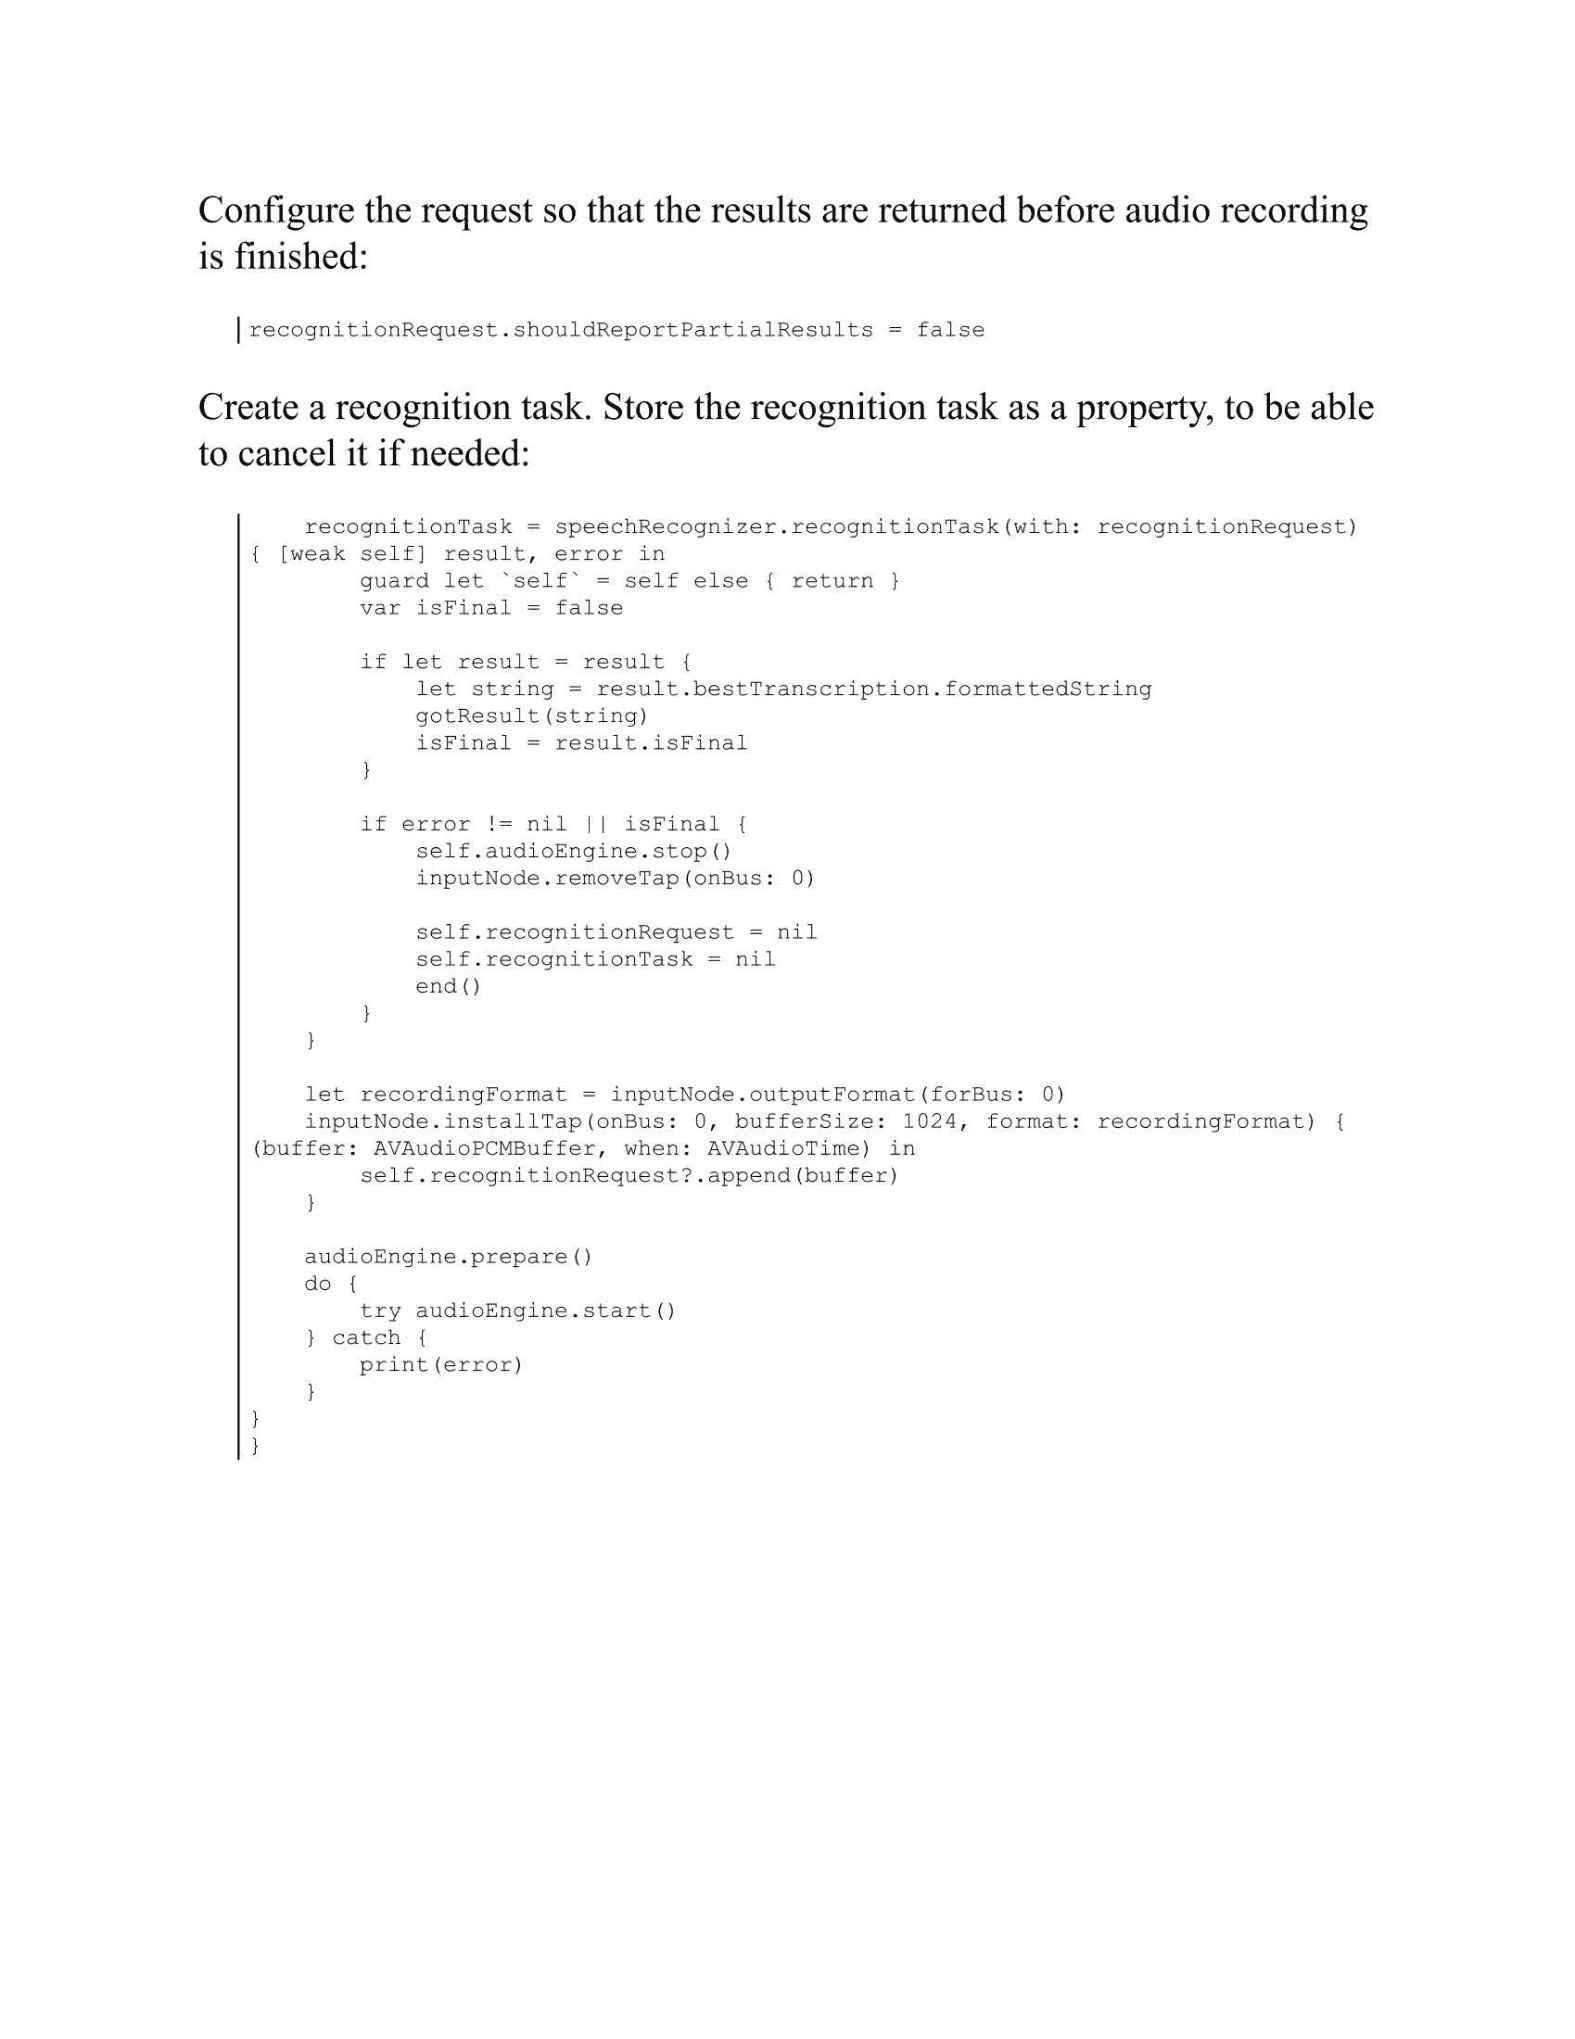 Configure the request so that the results are returned before audio recording
is finished:
recognitionRequest.shouldReportPartialResults = false
Create a recognition task. Store the recognition task as a property, to be able
to cancel it if needed:
    recognitionTask = speechRecognizer.recognitionTask(with: recognitionRequest)
{ [weak self] result, error in
        guard let `self` = self else { return }
        var isFinal = false
        if let result = result {
            let string = result.bestTranscription.formattedString
            gotResult(string)
            isFinal = result.isFinal
        }
        if error != nil || isFinal {
            self.audioEngine.stop()
            inputNode.removeTap(onBus: 0)
            self.recognitionRequest = nil
            self.recognitionTask = nil
            end()
        }
    }
    let recordingFormat = inputNode.outputFormat(forBus: 0)
    inputNode.installTap(onBus: 0, bufferSize: 1024, format: recordingFormat) {
(buffer: AVAudioPCMBuffer, when: AVAudioTime) in
        self.recognitionRequest?.append(buffer)
    }
    audioEngine.prepare()
    do {
        try audioEngine.start()
    } catch {
        print(error)
    }
}
}